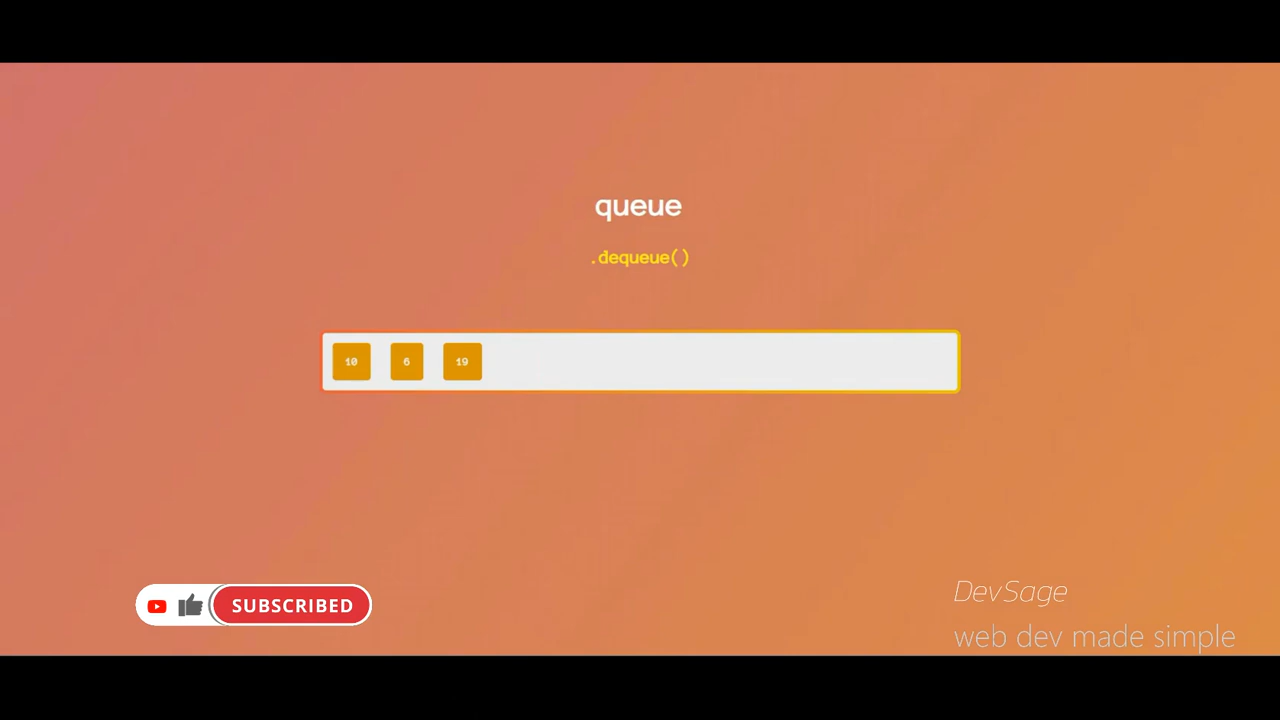 queue
.dequeue()
10 6 19
SUBSCRIBED
DevSage
web dev made simple